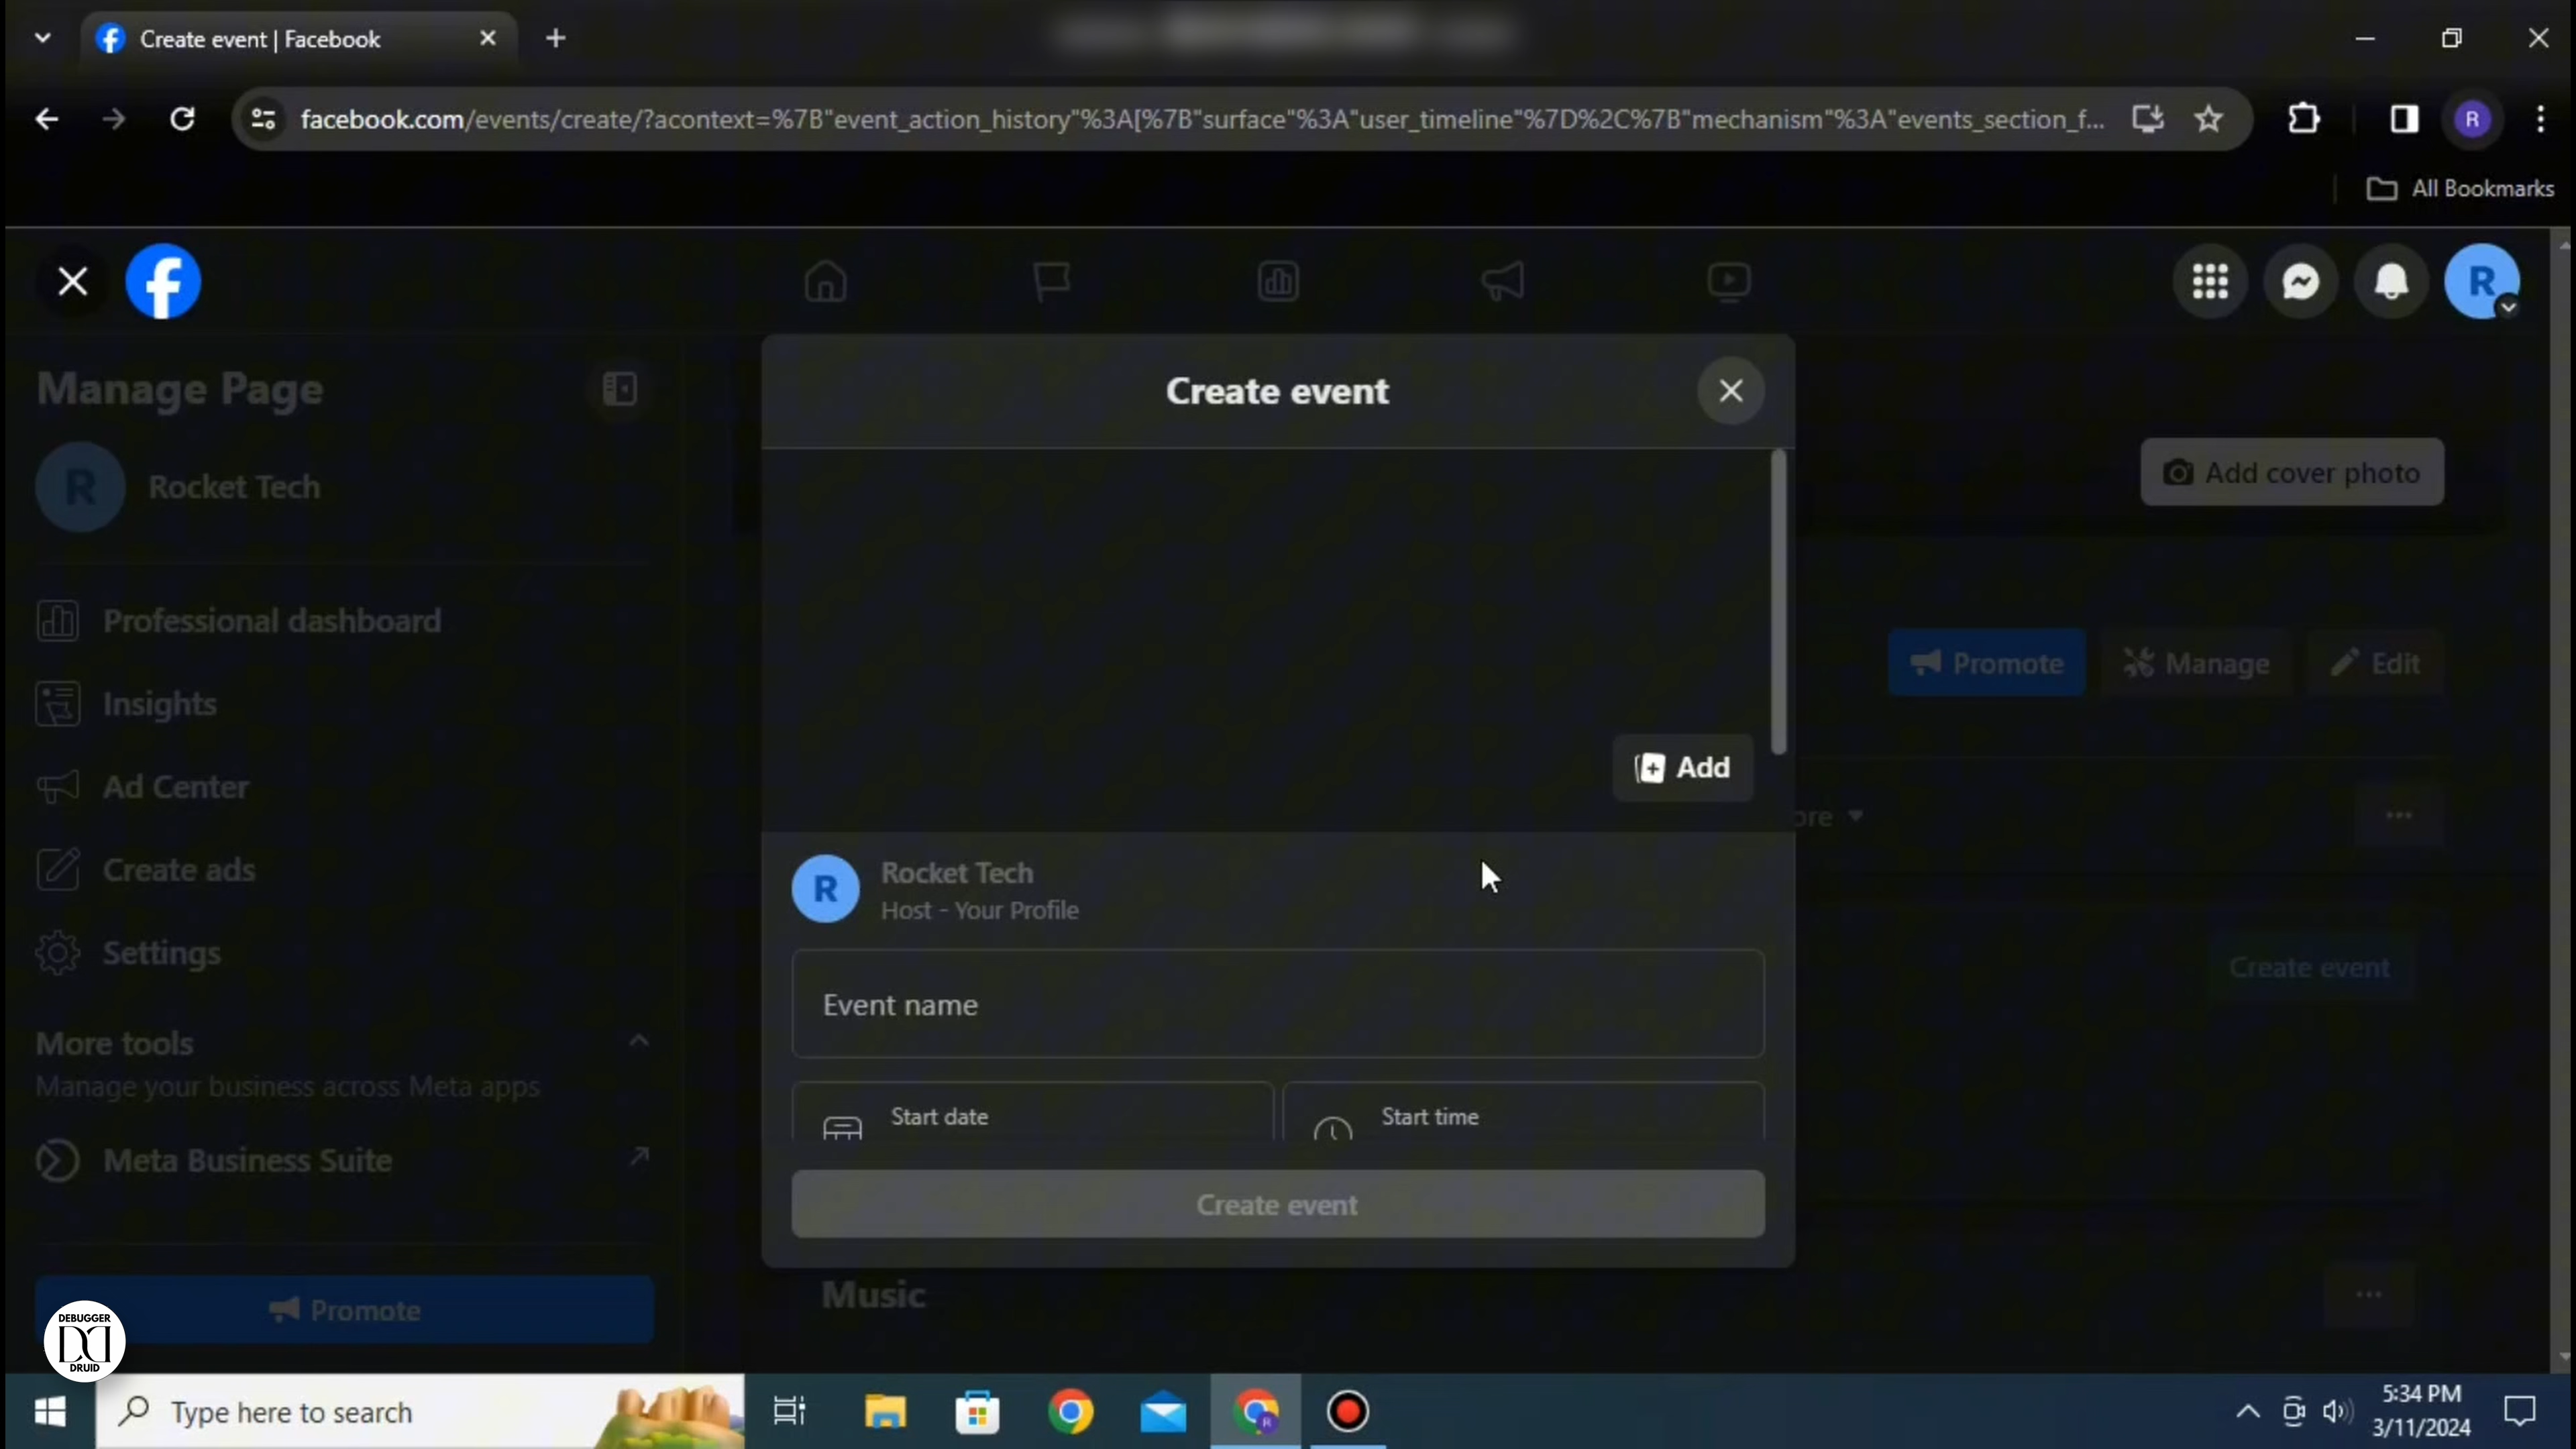 Create event | Facebook
facebook.com/events/create/?acontext=%7B"event_action_history"%3A[%7B"surface"%3A"user_timeline"%7D%2C%7B"mechanism"%3A"events_section_f...
R
All Bookmarks
R
Manage Page
R Rocket Tech
Professional dashboard
Insights
Ad Center
Create ads
Settings
More tools
Manage your business across Meta apps
Meta Business Suite
Promote
Create event
Add
R Rocket Tech
Host - Your Profile
Event name
Start date
Start time
Create event
Add cover photo
Promote
Manage
Edit
ore
Create event
Music
DEBUGGER
DD
DRUID
Type here to search
R
5:34 PM
3/11/2024